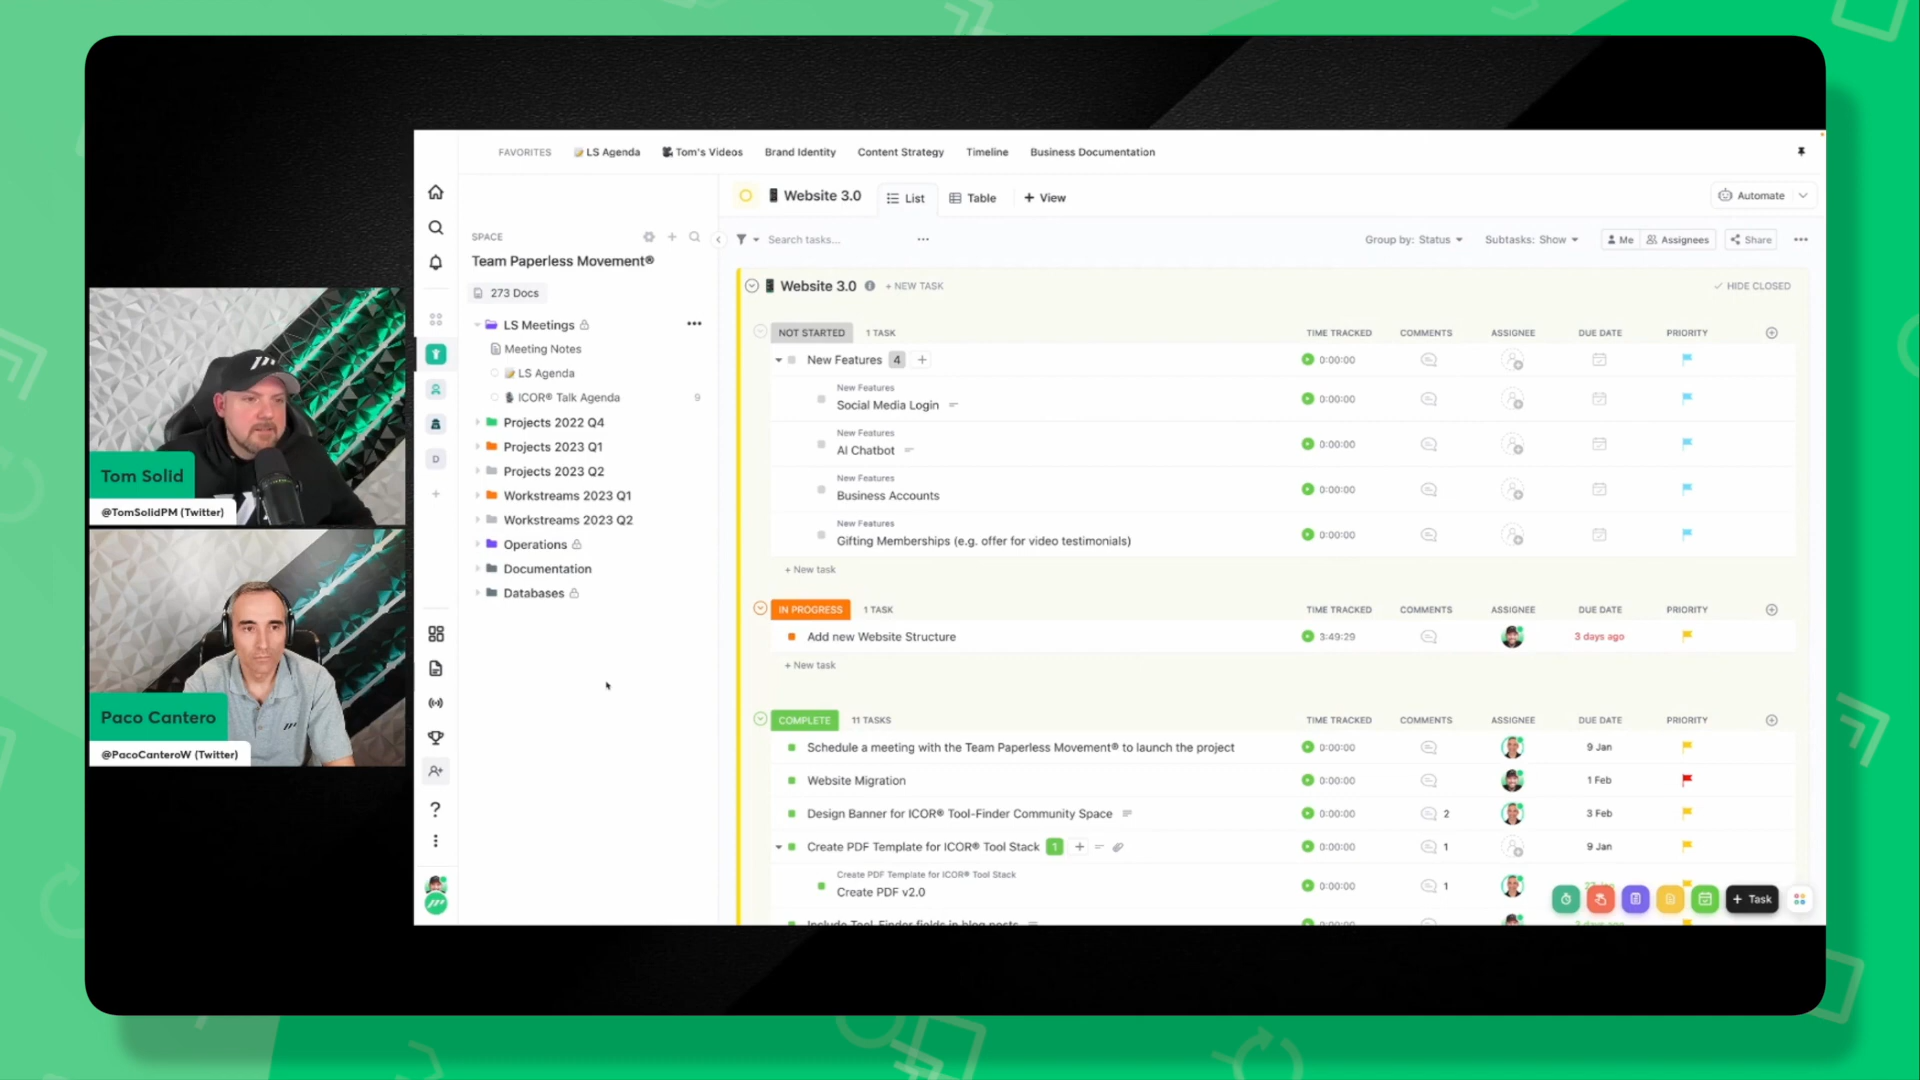 FAVORITES
LS Agenda
Tom's Videos
Brand Identity
Content Strategy
Timeline
Business Documentation
Website 3.0
List
Table
+ View
Automate
SPACE
Team Paperless Movement®
273 Docs
LS Meetings
Meeting Notes
LS Agenda
ICOR® Talk Agenda 9
Projects 2022 Q4
Projects 2023 Q1
Projects 2023 Q2
Workstreams 2023 Q1
Workstreams 2023 Q2
Operations
Documentation
Databases
D
Search tasks...
Group by: Status
Subtasks: Show
Me
Assignees
Share
Website 3.0
+ NEW TASK
HIDE CLOSED
NOT STARTED 1 TASK TIME TRACKED COMMENTS ASSIGNEE DUE DATE PRIORITY
New Features 4 + 0:00:00
New Features
Social Media Login 0:00:00
New Features
AI Chatbot 0:00:00
New Features
Business Accounts 0:00:00
New Features
Gifting Memberships (e.g. offer for video testimonials) 0:00:00
+ New task
IN PROGRESS 1 TASK TIME TRACKED COMMENTS ASSIGNEE DUE DATE PRIORITY
Add new Website Structure 3:49:29 3 days ago
+ New task
COMPLETE 11 TASKS TIME TRACKED COMMENTS ASSIGNEE DUE DATE PRIORITY
Schedule a meeting with the Team Paperless Movement® to launch the project 0:00:00 9 Jan
Website Migration 0:00:00 1 Feb
Design Banner for ICOR® Tool-Finder Community Space 0:00:00 2 3 Feb
Create PDF Template for ICOR® Tool Stack 1 + 0:00:00 1 9 Jan
Create PDF Template for ICOR® Tool Stack
Create PDF v2.0 0:00:00 1
Include Tool-Finder fields in blog posts 0:00:00
+ Task
Tom Solid
@TomSolidPM (Twitter)
Paco Cantero
@PacoCanteroW (Twitter)